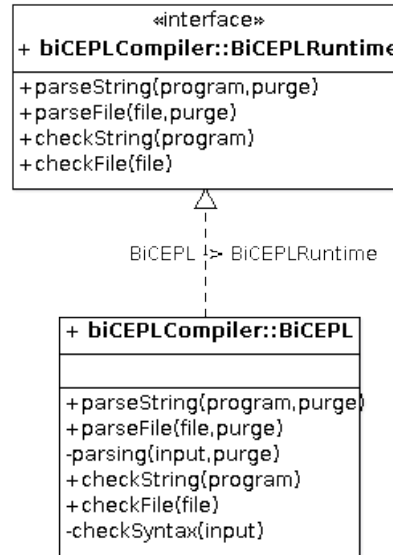 «interface»
+ biCEPLCompiler::BiCEPLRuntime
+parseString(program,purge)
+parseFile(file,purge)
+checkString(program)
+checkFile(file)
BiCEPL -> BiCEPLRuntime
+ biCEPLCompiler::BiCEPL
+parseString(program,purge)
+parseFile(file,purge)
-parsing(input,purge)
+checkString(program)
+checkFile(file)
-checkSyntax(input)